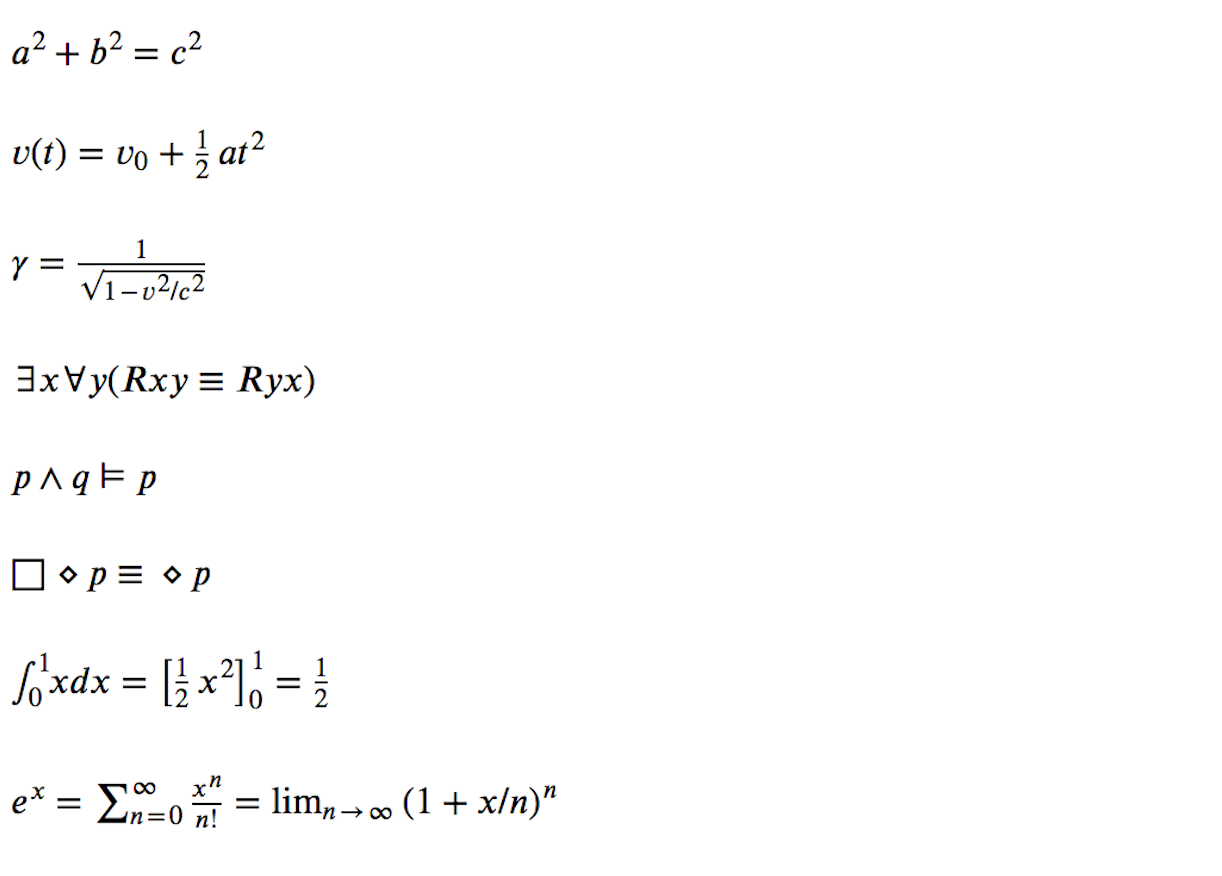 a² + b² = c²
v(t) = v₀ + ½ at²
γ = 1/√(1−v²/c²)
∃x∀y(Rxy ≡ Ryx)
p ∧ q ⊨ p
□ ⋄ p ≡ ⋄ p
∫₀¹xdx = [½ x²]₀¹ = ½
eˣ = ∑ₙ₌₀^∞ xⁿ/n! = limₙ→∞ (1 + x/n)ⁿ